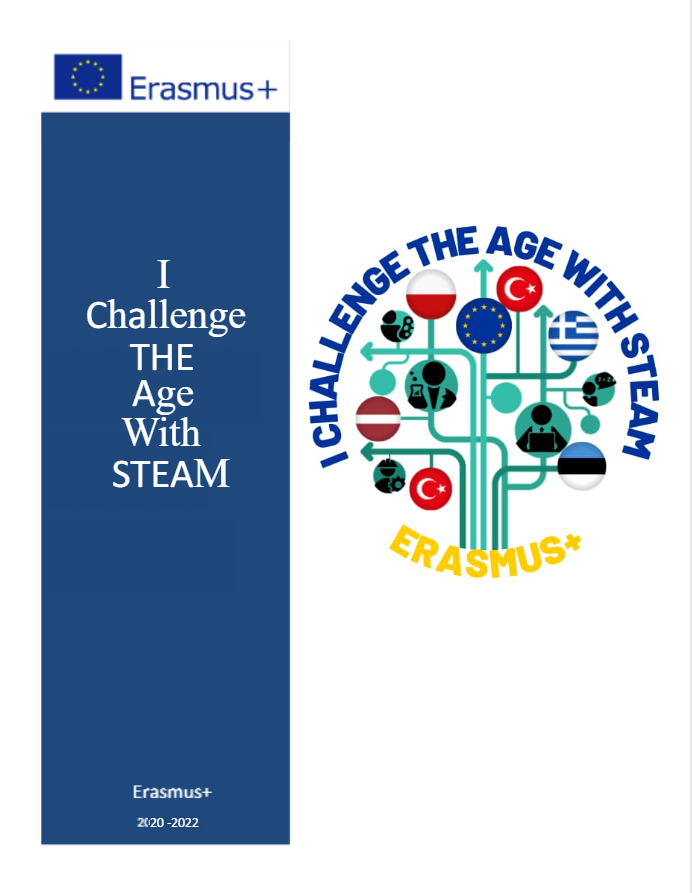 Erasmus+
I
Challenge
THE
Age
With
STEAM
Erasmus+
2020 -2022
I CHALLENGE THE AGE WITH STEAM
ERASMUS+